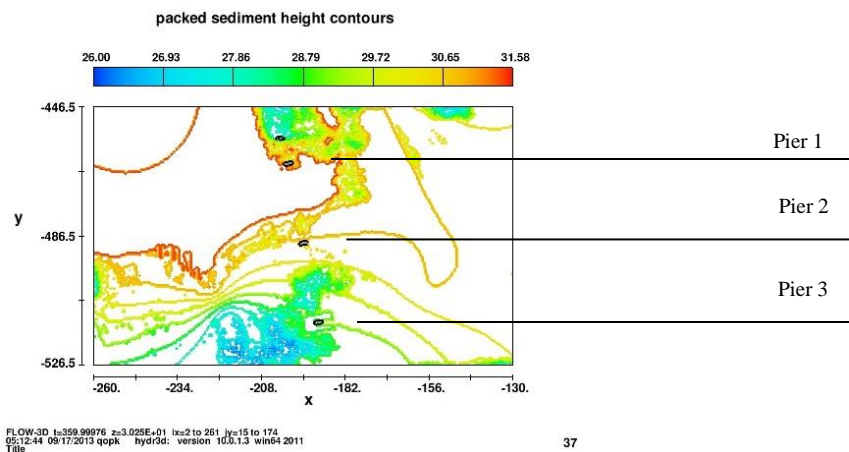 packed sediment height contours
26.00 26.93 27.86 28.79 29.72 30.65 31.58
-446.5
Pier 1
Pier 2
y
-486.5
Pier 3
-526.5
-260. -234. -208. -182. -156. -130.
x
FLOW-3D t=359.99976 z=3.025E+01 ix=2 to 261 jy=15 to 174
05:12:44 09/17/2013 qopk hydr3d: version 10.0.1.3 win64 2011
Title
37